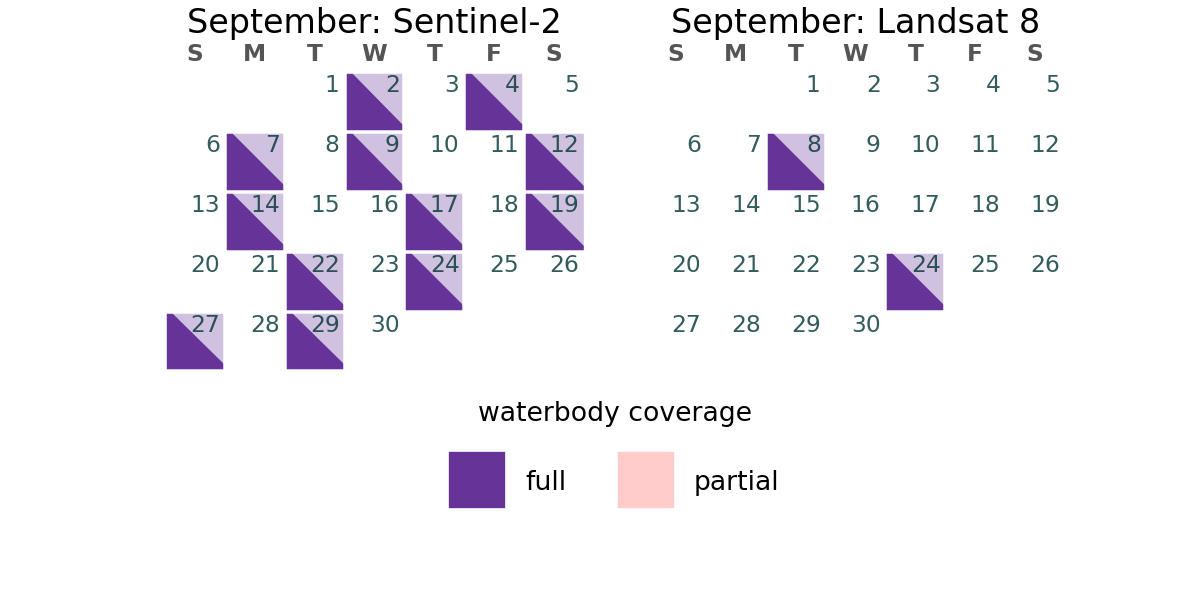 September: Sentinel-2
S M T W T F S
1 2 3 4 5
6 7 8 9 10 11 12
13 14 15 16 17 18 19
20 21 22 23 24 25 26
27 28 29 30
September: Landsat 8
S M T W T F S
1 2 3 4 5
6 7 8 9 10 11 12
13 14 15 16 17 18 19
20 21 22 23 24 25 26
27 28 29 30
waterbody coverage
full
partial